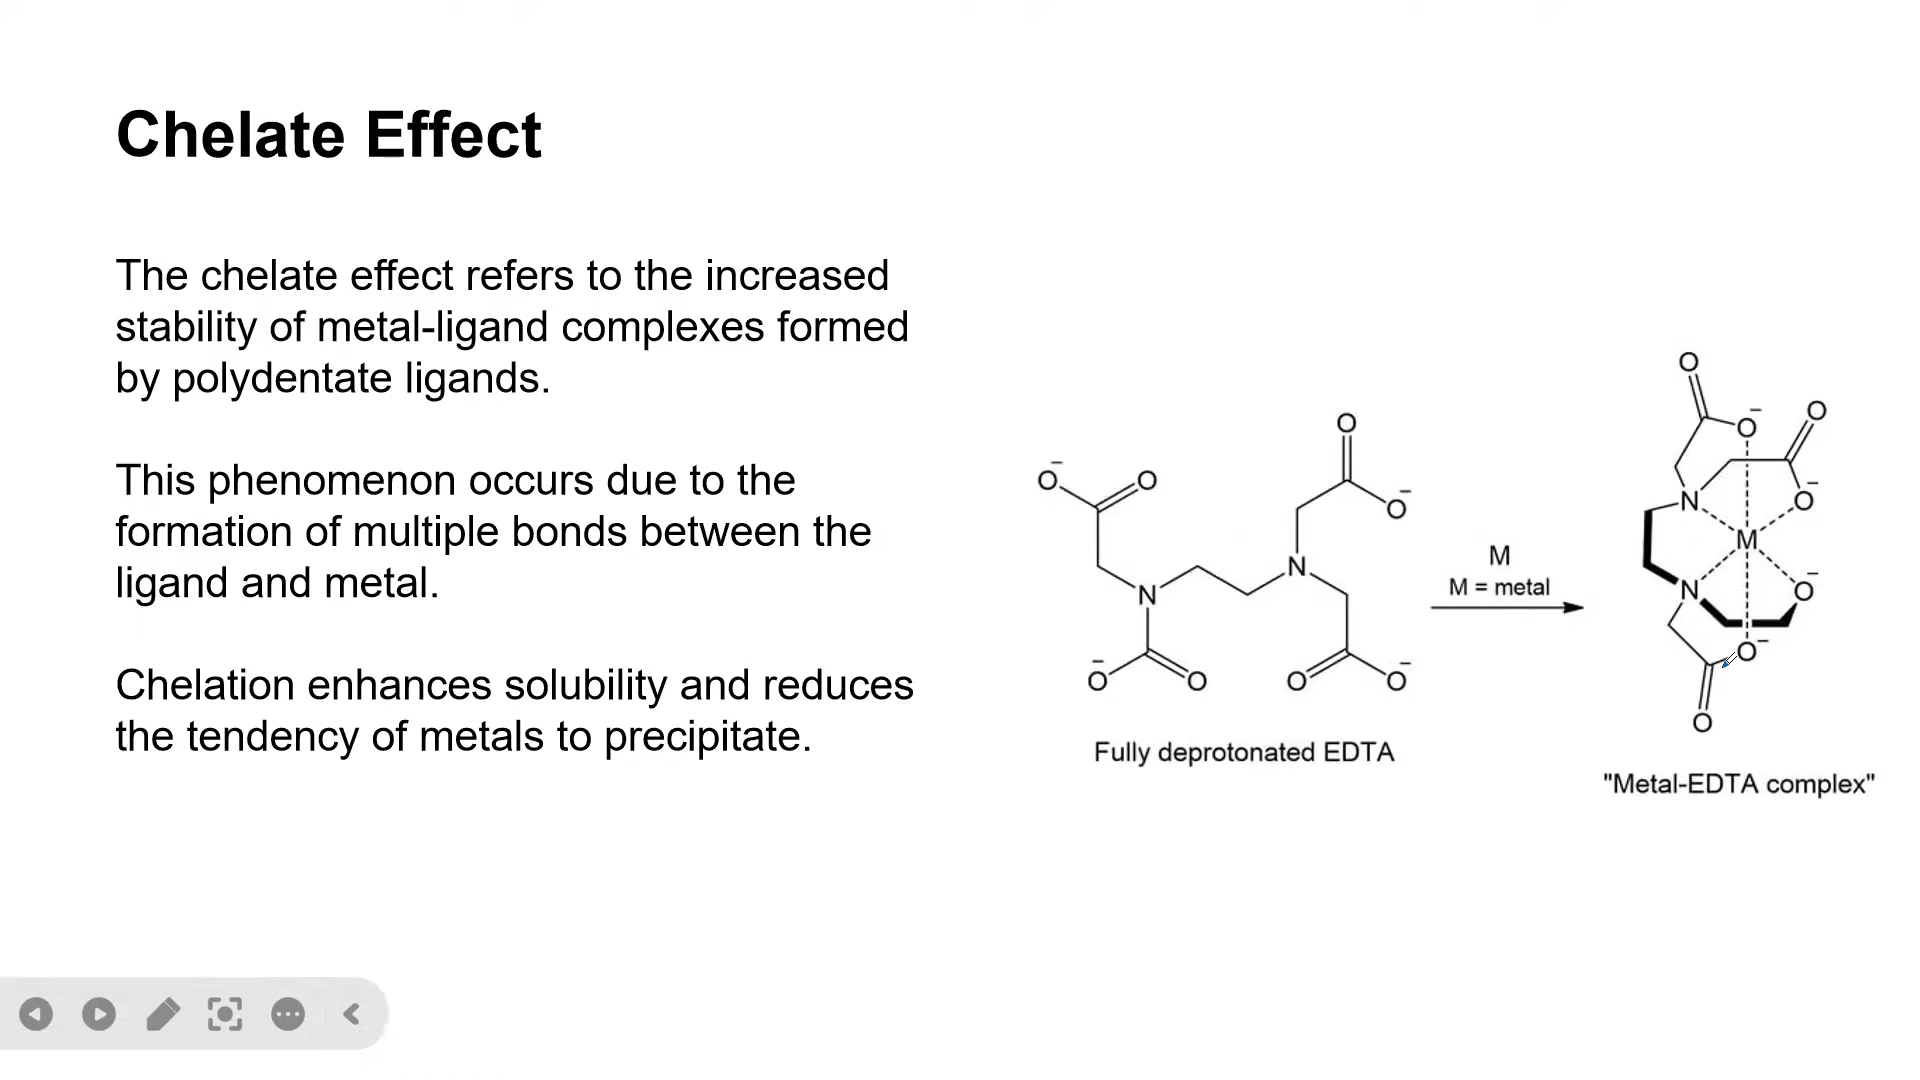 Chelate Effect
The chelate effect refers to the increased
stability of metal-ligand complexes formed
by polydentate ligands.
This phenomenon occurs due to the
formation of multiple bonds between the
ligand and metal.
Chelation enhances solubility and reduces
the tendency of metals to precipitate.
O⁻
O
O
O⁻
N
N
O⁻
O
O
O⁻
Fully deprotonated EDTA
M
M = metal
O
O⁻
O
N
O⁻
M
N
O⁻
O⁻
O
"Metal-EDTA complex"